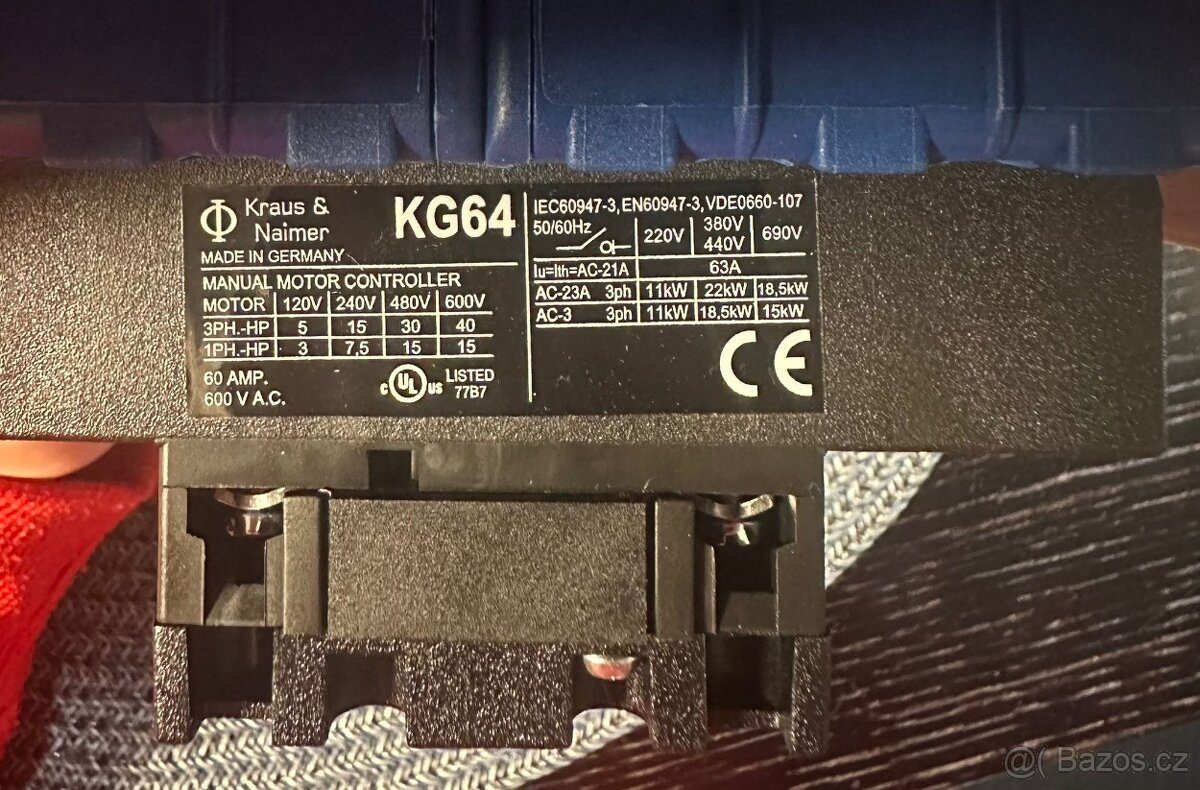 Kraus &
Naimer
KG64
MADE IN GERMANY
MANUAL MOTOR CONTROLLER
MOTOR 120V 240V 480V 600V
3PH.-HP 5 15 30 40
1PH.-HP 3 7,5 15 15
60 AMP.
600 V A.C.
c UL us LISTED
77B7
IEC60947-3, EN60947-3, VDE0660-107
50/60Hz 220V 380V 440V 690V
Iu=Ith=AC-21A 63A
AC-23A 3ph 11kW 22kW 18,5kW
AC-3 3ph 11kW 18,5kW 15kW
CE
@( Bazos.cz